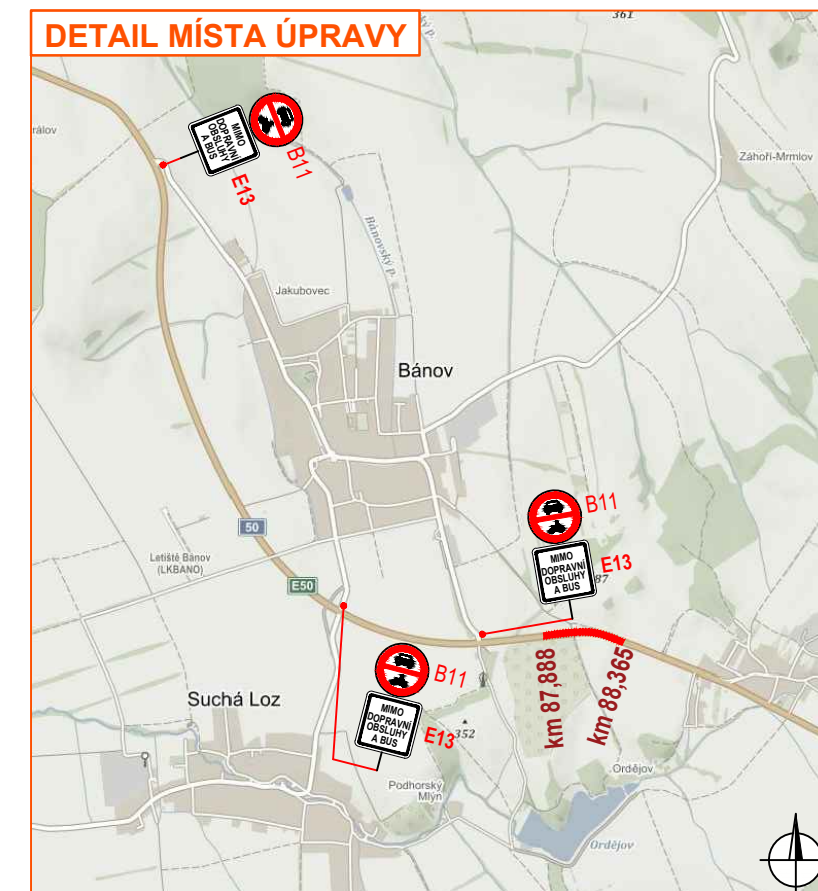 DETAIL MÍSTA ÚPRAVY
361
Bánovský p.
rálov
MIMO
DOPRAVNÍ
OBSLUHY
A BUS
B11
E13
Záhoří-Mrmlov
Jakubovec
Bánov
B11
50
Letiště Bánov
(LKBANO)
MIMO
DOPRAVNÍ
OBSLUHY
A BUS
E13
87
E50
B11
km 87,888
km 88,365
Suchá Loz
MIMO
DOPRAVNÍ
OBSLUHY
A BUS
E13
352
Podhorský
Mlýn
Ordějov
Ordějov